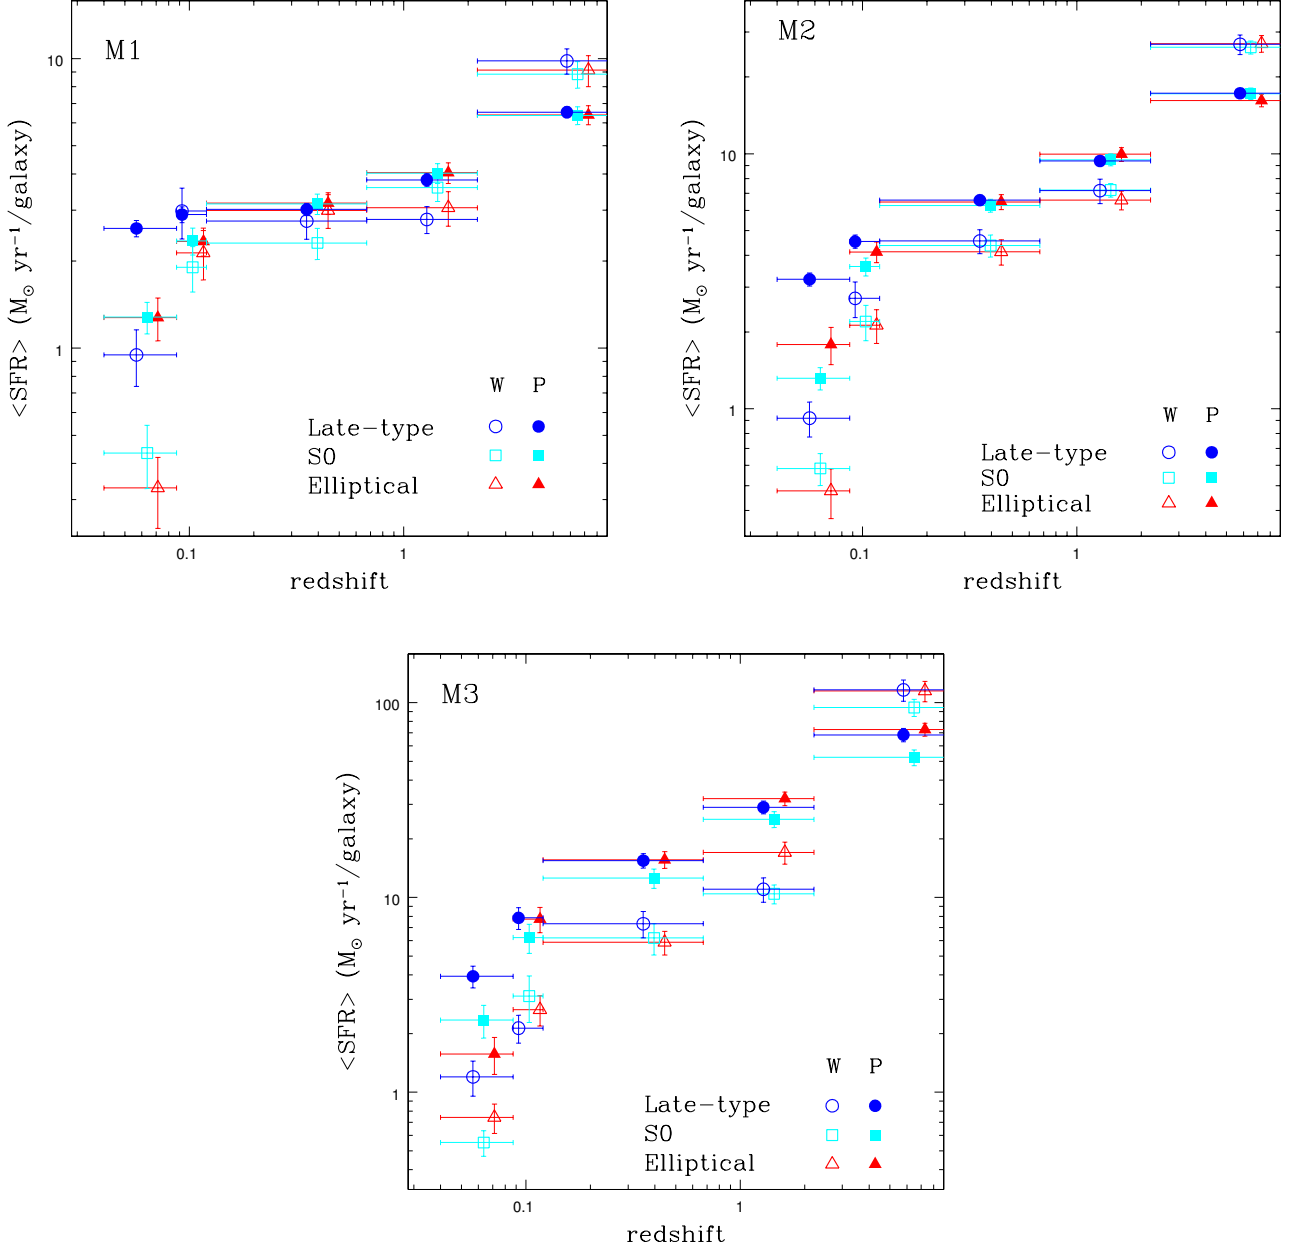 M1
10
1
<SFR> (M⊙ yr⁻¹/galaxy)
W P
Late-type
S0
Elliptical
0.1 1
redshift
M2
10
1
<SFR> (M⊙ yr⁻¹/galaxy)
W P
Late-type
S0
Elliptical
0.1 1
redshift
M3
100
10
1
<SFR> (M⊙ yr⁻¹/galaxy)
W P
Late-type
S0
Elliptical
0.1 1
redshift